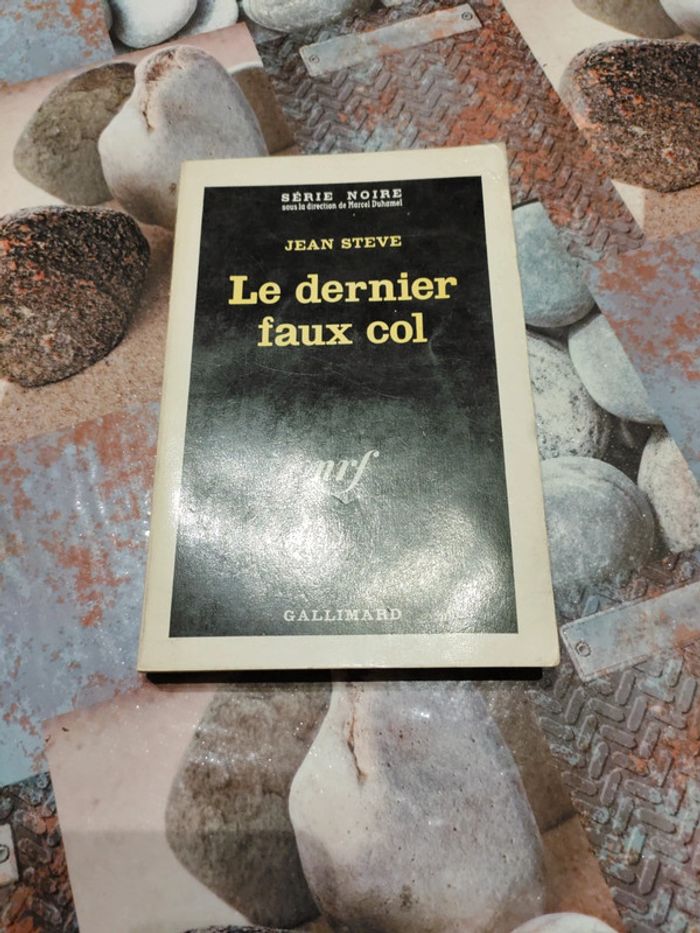 SÉRIE NOIRE
sous la direction de Marcel Duhamel
JEAN STEVE
Le dernier
faux col
nrf
GALLIMARD